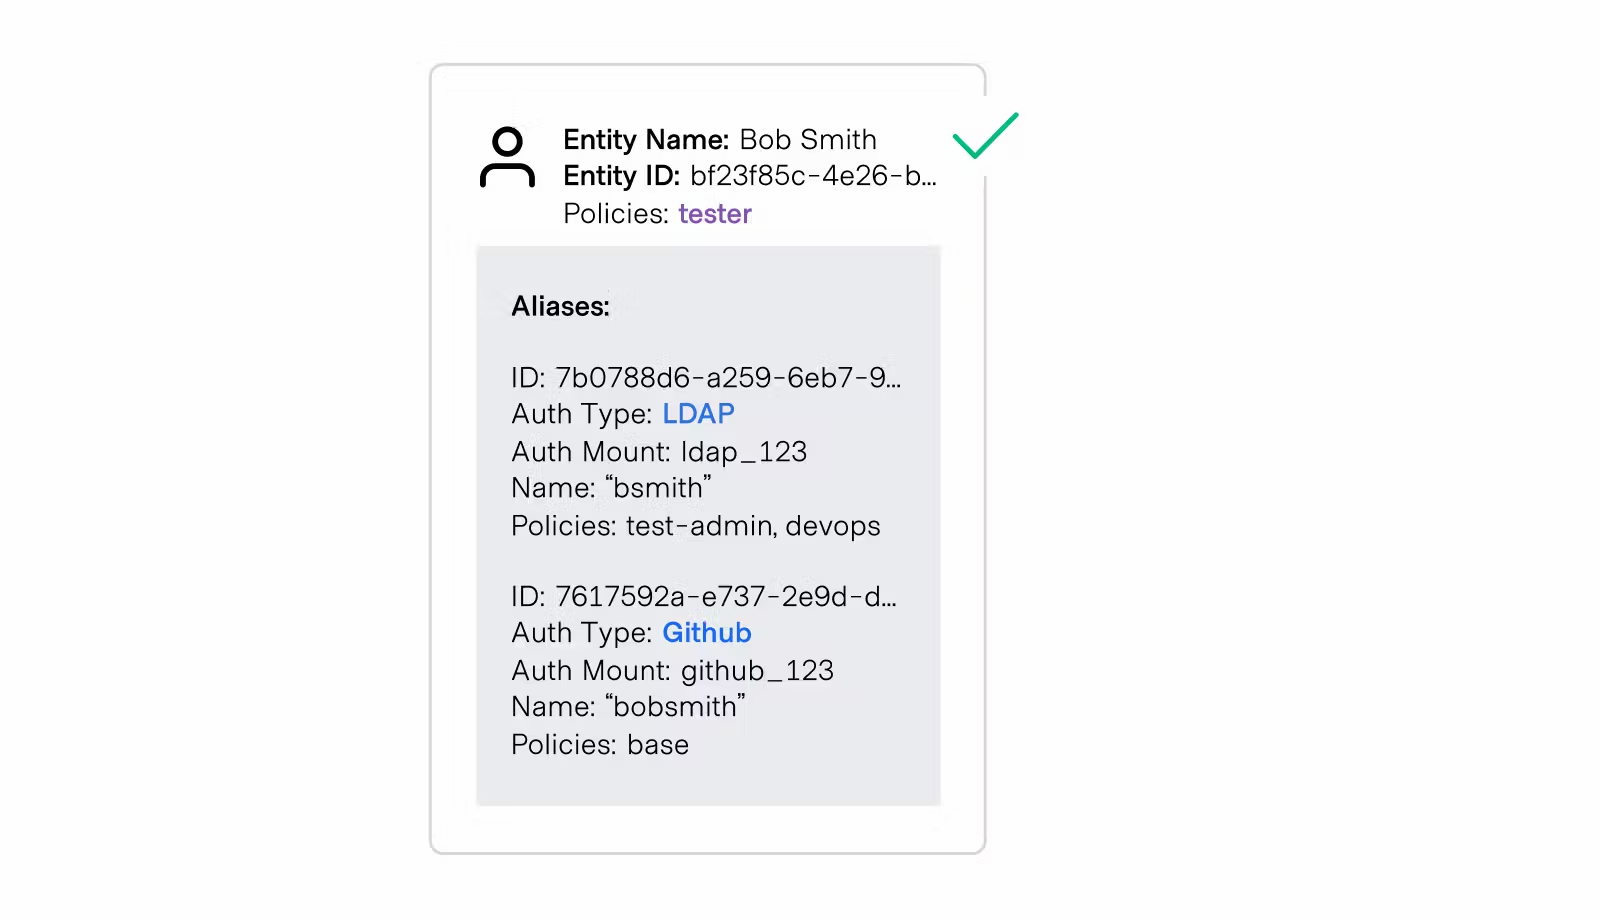 Entity Name: Bob Smith
Entity ID: bf23f85c-4e26-b...
Policies: tester
Aliases:
ID: 7b0788d6-a259-6eb7-9...
Auth Type: LDAP
Auth Mount: ldap_123
Name: “bsmith”
Policies: test-admin, devops
ID: 7617592a-e737-2e9d-d...
Auth Type: Github
Auth Mount: github_123
Name: “bobsmith”
Policies: base